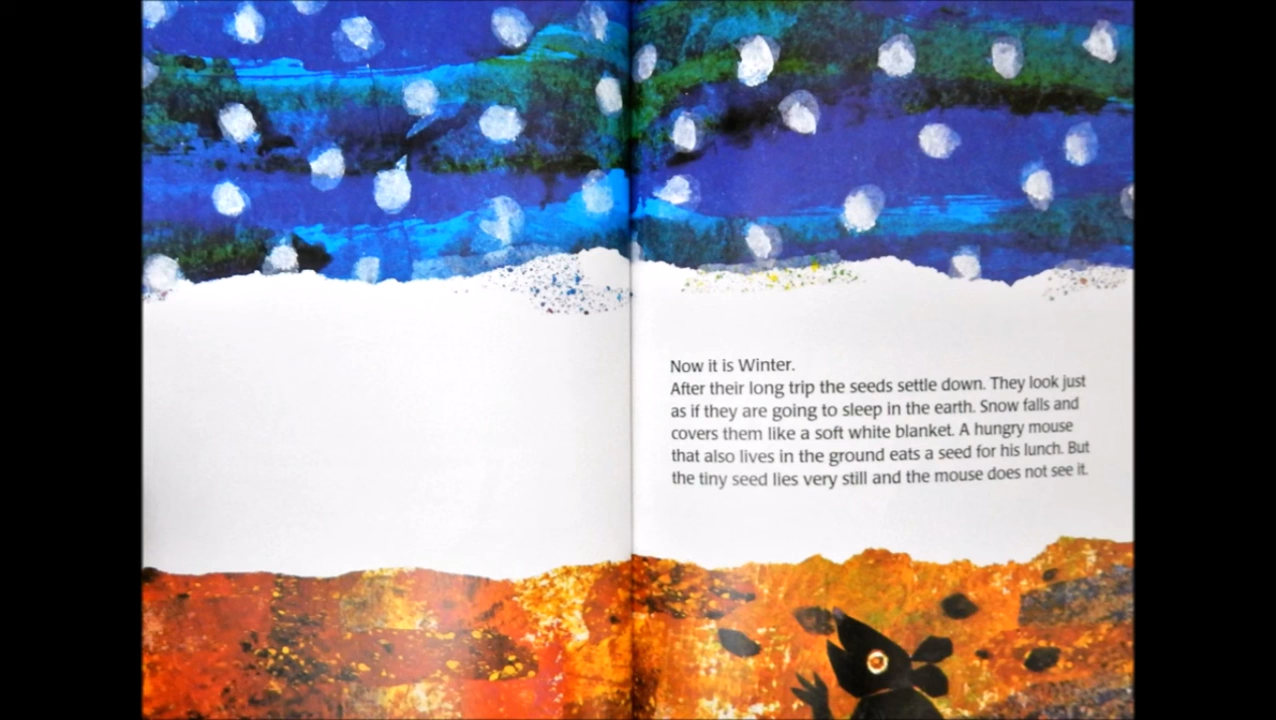 Now it is Winter.
After their long trip the seeds settle down. They look just
as if they are going to sleep in the earth. Snow falls and
covers them like a soft white blanket. A hungry mouse
that also lives in the ground eats a seed for his lunch. But
the tiny seed lies very still and the mouse does not see it.